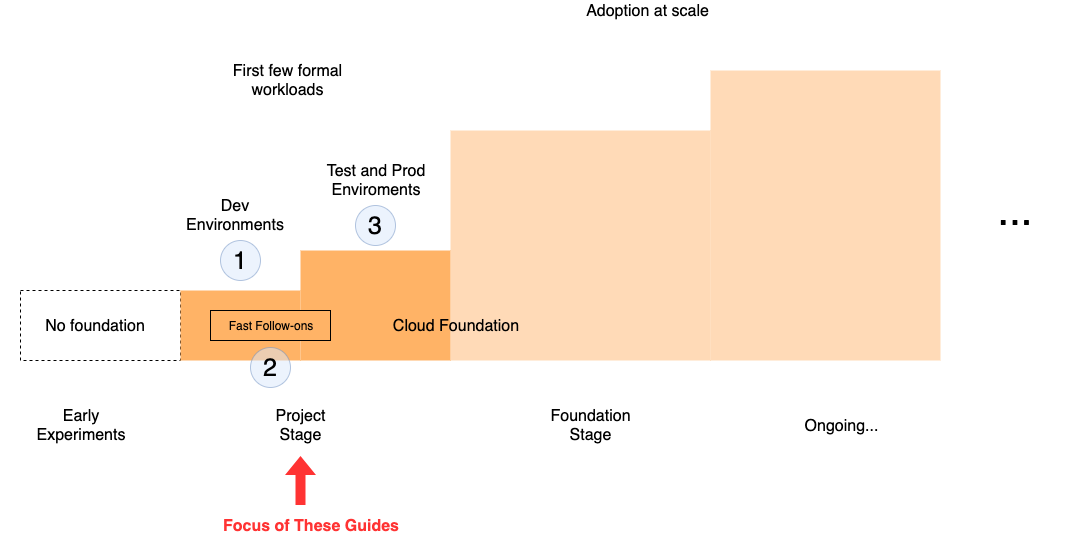 Adoption at scale
First few formal
workloads
Test and Prod
Enviroments
Dev
Environments
3
1
No foundation
Fast Follow-ons
Cloud Foundation
2
Early
Experiments
Project
Stage
Foundation
Stage
Ongoing...
...
Focus of These Guides